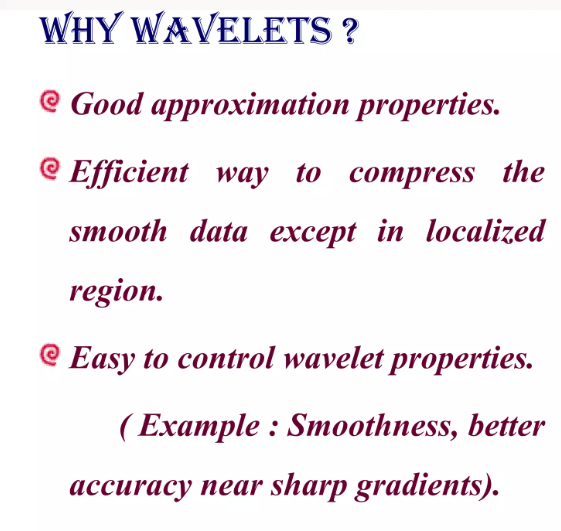 WHY WAVELETS ?
Good approximation properties.
Efficient way to compress the
smooth data except in localized
region.
Easy to control wavelet properties.
( Example : Smoothness, better
accuracy near sharp gradients).